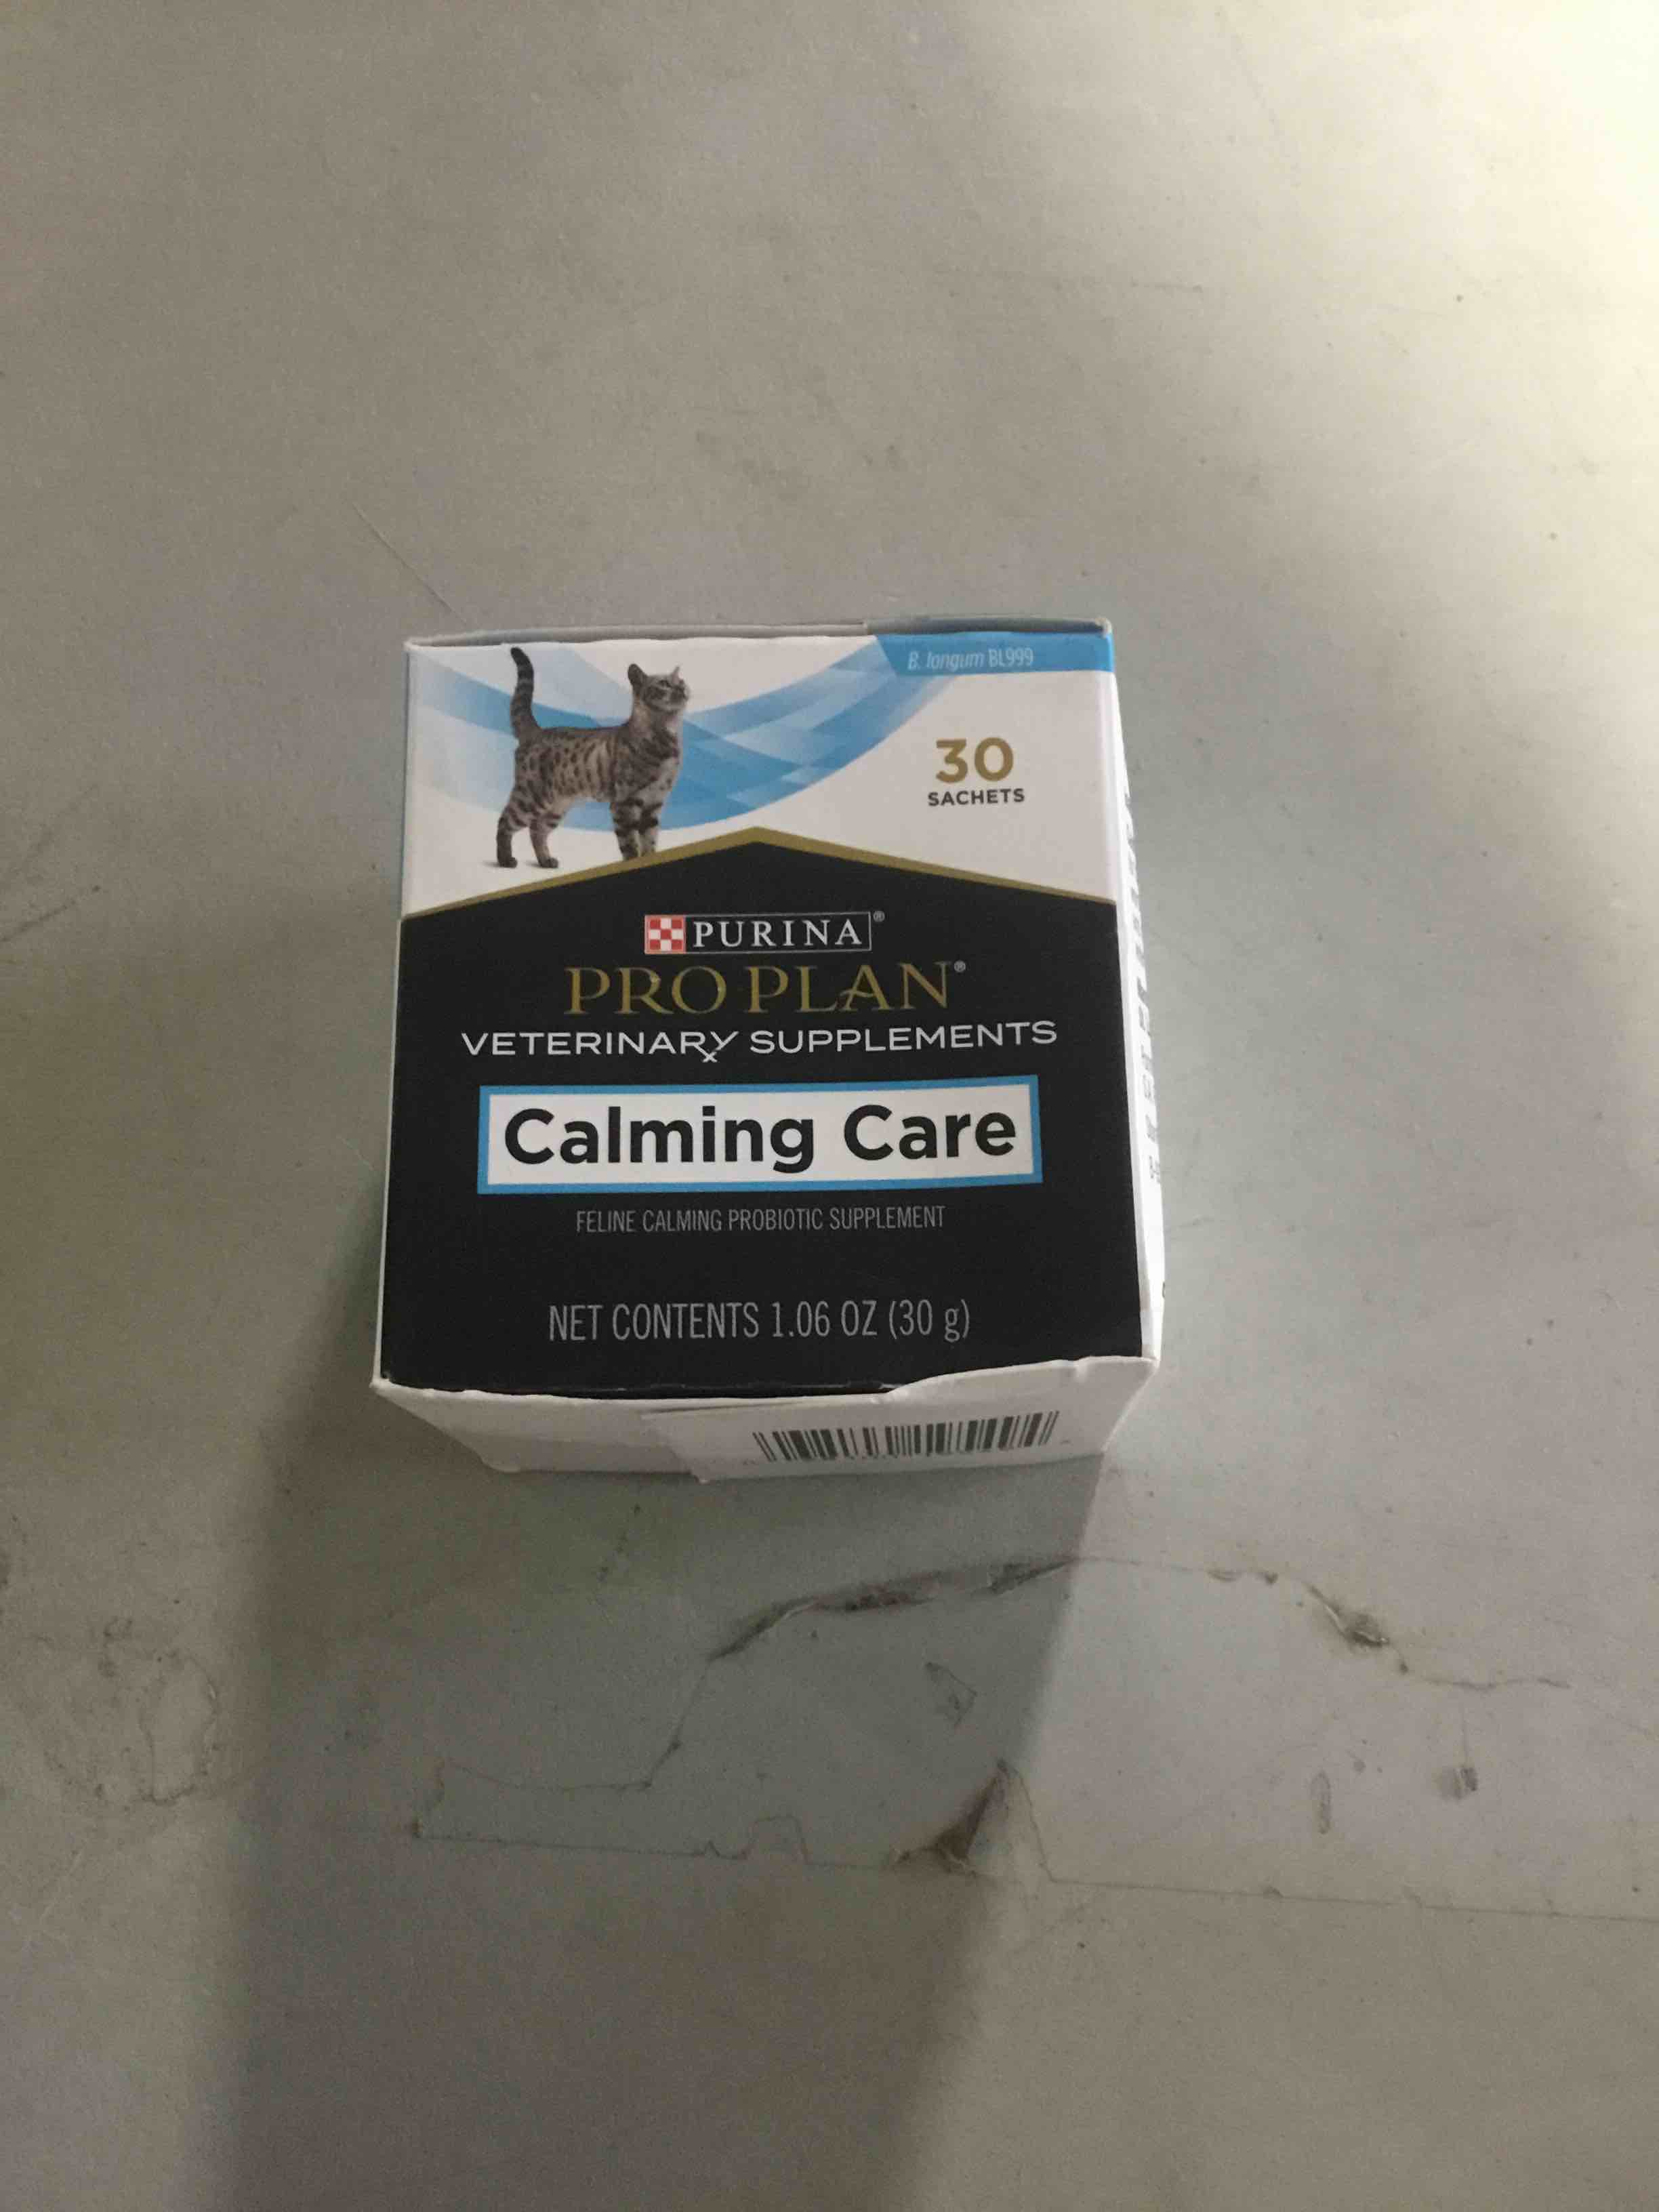 B. longum BL999
30
SACHETS
PURINA®
PRO PLAN®
VETERINARY SUPPLEMENTS
Calming Care
FELINE CALMING PROBIOTIC SUPPLEMENT
NET CONTENTS 1.06 OZ (30 g)